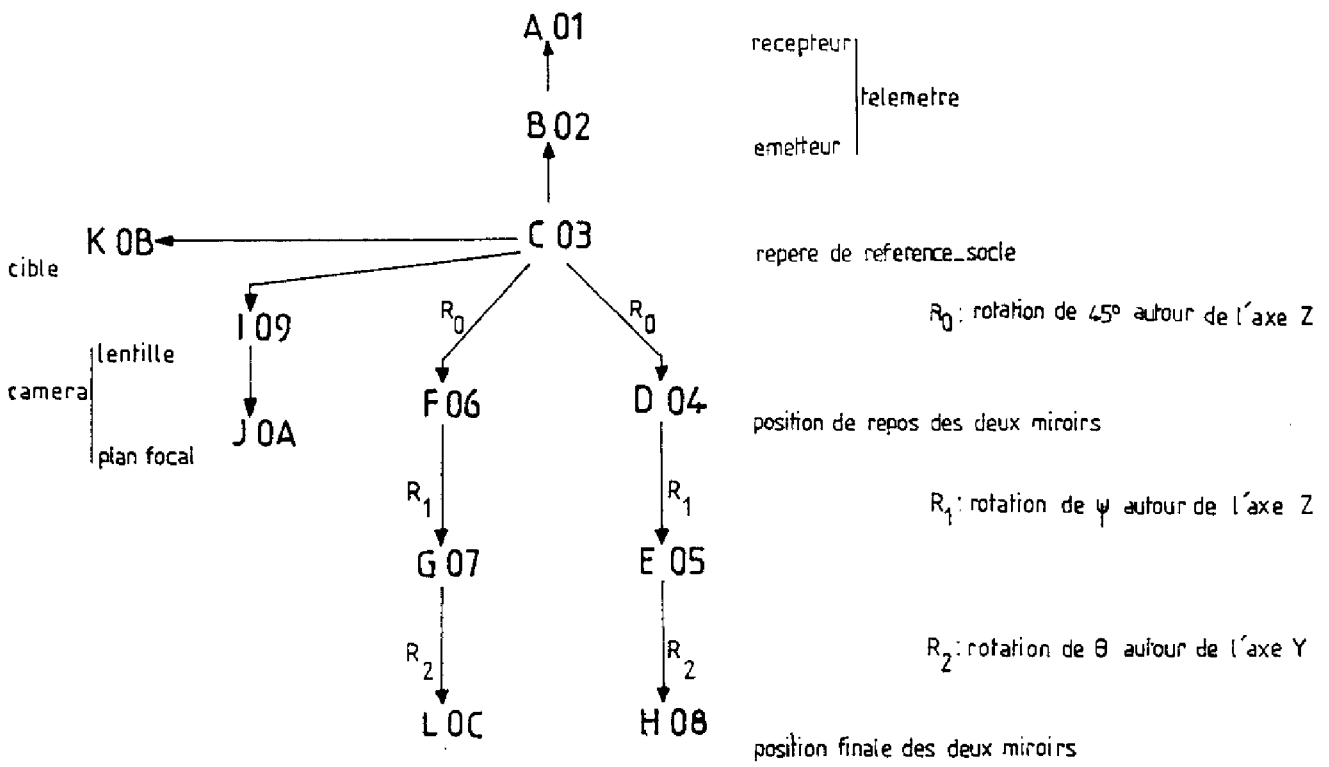 A 01
recepteur
telemetre
B 02
emetteur
K 0B
C 03
repere de reference_socle
cible
I 09
R0
R0
R0: rotation de 45° autour de l'axe Z
lentille
camera
F 06
D 04
position de repos des deux miroirs
J 0A
plan focal
R1
R1
R1: rotation de ψ autour de l'axe Z
G 07
E 05
R2
R2
R2: rotation de θ autour de l'axe Y
L 0C
H 08
position finale des deux miroirs